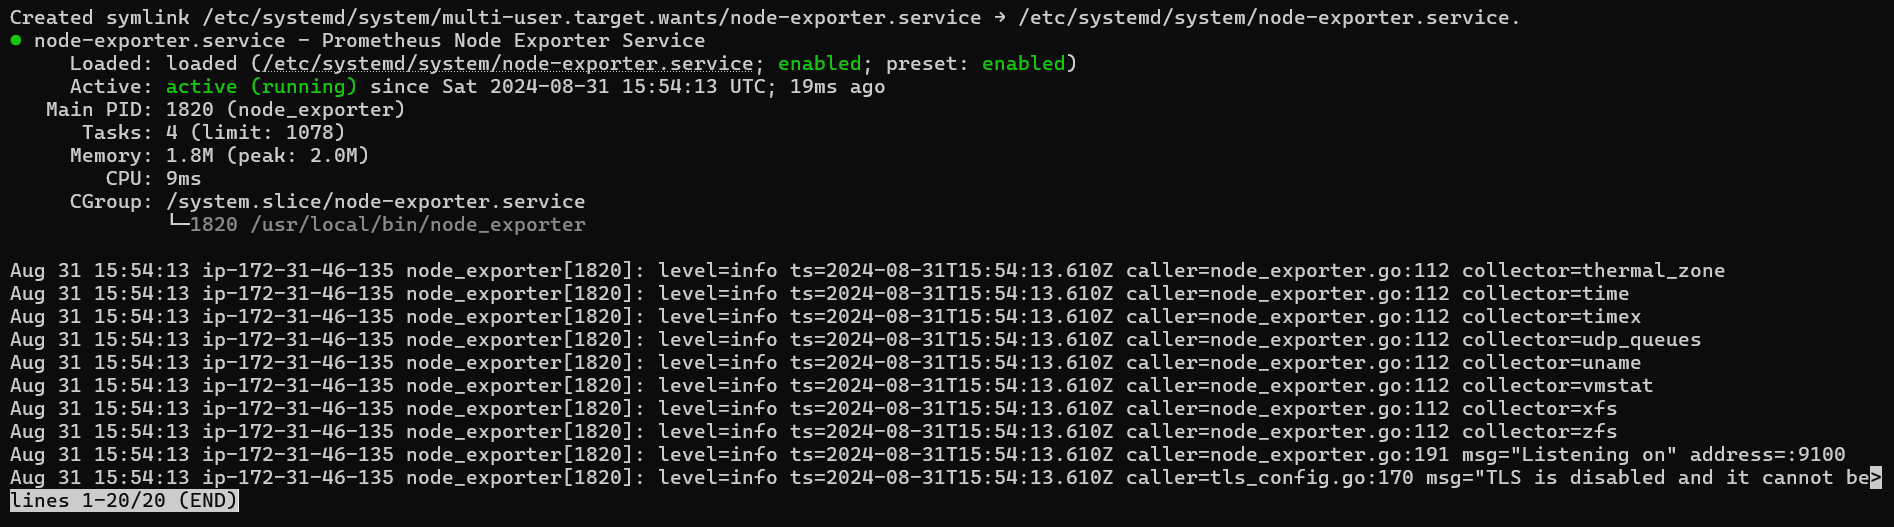 Created symlink /etc/systemd/system/multi-user.target.wants/node-exporter.service → /etc/systemd/system/node-exporter.service.
● node-exporter.service - Prometheus Node Exporter Service
Loaded: loaded (/etc/systemd/system/node-exporter.service; enabled; preset: enabled)
Active: active (running) since Sat 2024-08-31 15:54:13 UTC; 19ms ago
Main PID: 1820 (node_exporter)
Tasks: 4 (limit: 1078)
Memory: 1.8M (peak: 2.0M)
CPU: 9ms
CGroup: /system.slice/node-exporter.service
└─1820 /usr/local/bin/node_exporter
Aug 31 15:54:13 ip-172-31-46-135 node_exporter[1820]: level=info ts=2024-08-31T15:54:13.610Z caller=node_exporter.go:112 collector=thermal_zone
Aug 31 15:54:13 ip-172-31-46-135 node_exporter[1820]: level=info ts=2024-08-31T15:54:13.610Z caller=node_exporter.go:112 collector=time
Aug 31 15:54:13 ip-172-31-46-135 node_exporter[1820]: level=info ts=2024-08-31T15:54:13.610Z caller=node_exporter.go:112 collector=timex
Aug 31 15:54:13 ip-172-31-46-135 node_exporter[1820]: level=info ts=2024-08-31T15:54:13.610Z caller=node_exporter.go:112 collector=udp_queues
Aug 31 15:54:13 ip-172-31-46-135 node_exporter[1820]: level=info ts=2024-08-31T15:54:13.610Z caller=node_exporter.go:112 collector=uname
Aug 31 15:54:13 ip-172-31-46-135 node_exporter[1820]: level=info ts=2024-08-31T15:54:13.610Z caller=node_exporter.go:112 collector=vmstat
Aug 31 15:54:13 ip-172-31-46-135 node_exporter[1820]: level=info ts=2024-08-31T15:54:13.610Z caller=node_exporter.go:112 collector=xfs
Aug 31 15:54:13 ip-172-31-46-135 node_exporter[1820]: level=info ts=2024-08-31T15:54:13.610Z caller=node_exporter.go:112 collector=zfs
Aug 31 15:54:13 ip-172-31-46-135 node_exporter[1820]: level=info ts=2024-08-31T15:54:13.610Z caller=node_exporter.go:191 msg="Listening on" address=:9100
Aug 31 15:54:13 ip-172-31-46-135 node_exporter[1820]: level=info ts=2024-08-31T15:54:13.610Z caller=tls_config.go:170 msg="TLS is disabled and it cannot be>
lines 1-20/20 (END)